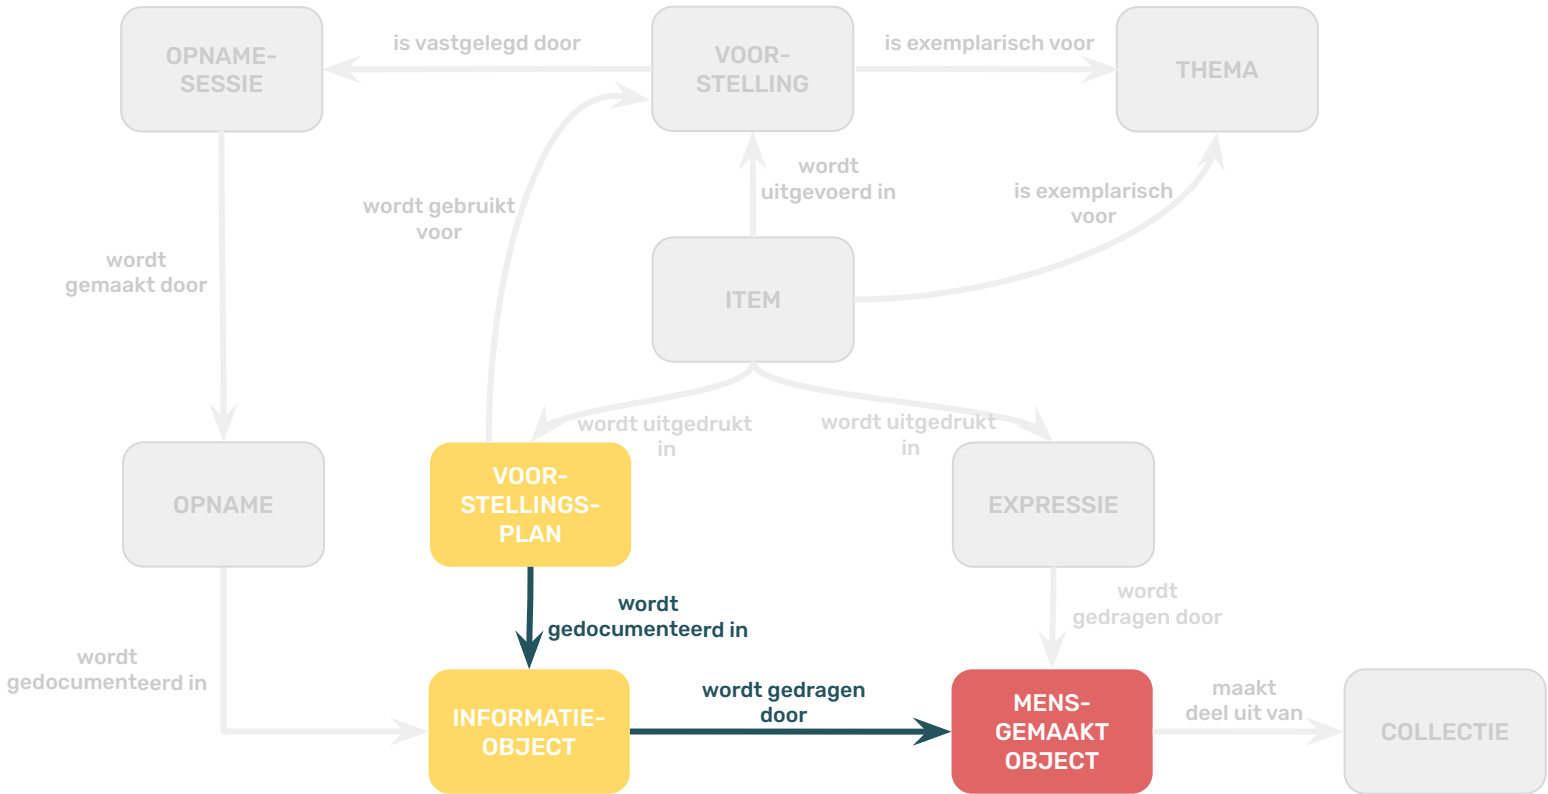 OPNAME-
SESSIE
is vastgelegd door
VOOR-
STELLING
is exemplarisch voor
THEMA
wordt
uitgevoerd in
is exemplarisch
voor
wordt gebruikt
voor
wordt
gemaakt door
ITEM
wordt uitgedrukt
in
wordt uitgedrukt
in
OPNAME
VOOR-
STELLINGS-
PLAN
EXPRESSIE
wordt
gedocumenteerd in
wordt
gedragen door
wordt
gedocumenteerd in
INFORMATIE-
OBJECT
wordt gedragen
door
MENS-
GEMAAKT
OBJECT
maakt
deel uit van
COLLECTIE